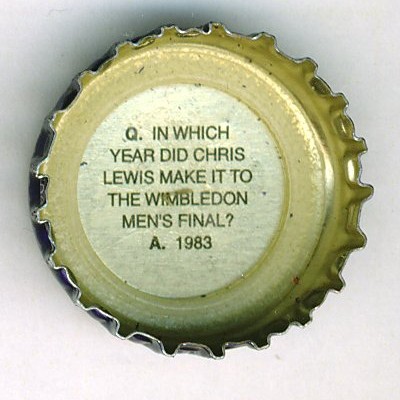 Q. IN WHICH
YEAR DID CHRIS
LEWIS MAKE IT TO
THE WIMBLEDON
MEN'S FINAL?
A. 1983